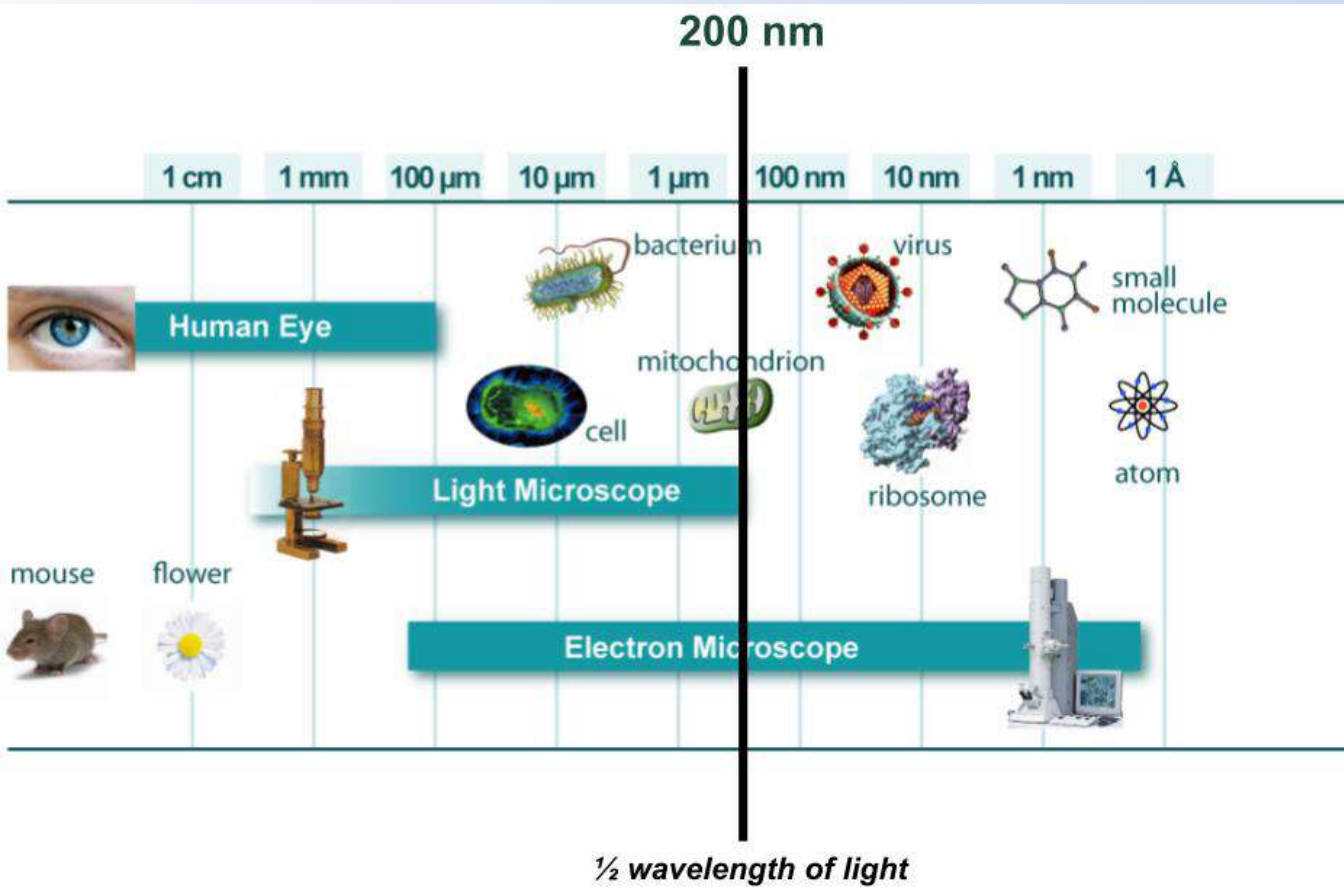 200 nm
1 cm 1 mm 100 µm 10 µm 1 µm 100 nm 10 nm 1 nm 1 Å
bacterium virus
small
molecule
Human Eye
mitochondrion
cell
atom
Light Microscope
ribosome
mouse flower
Electron Microscope
½ wavelength of light